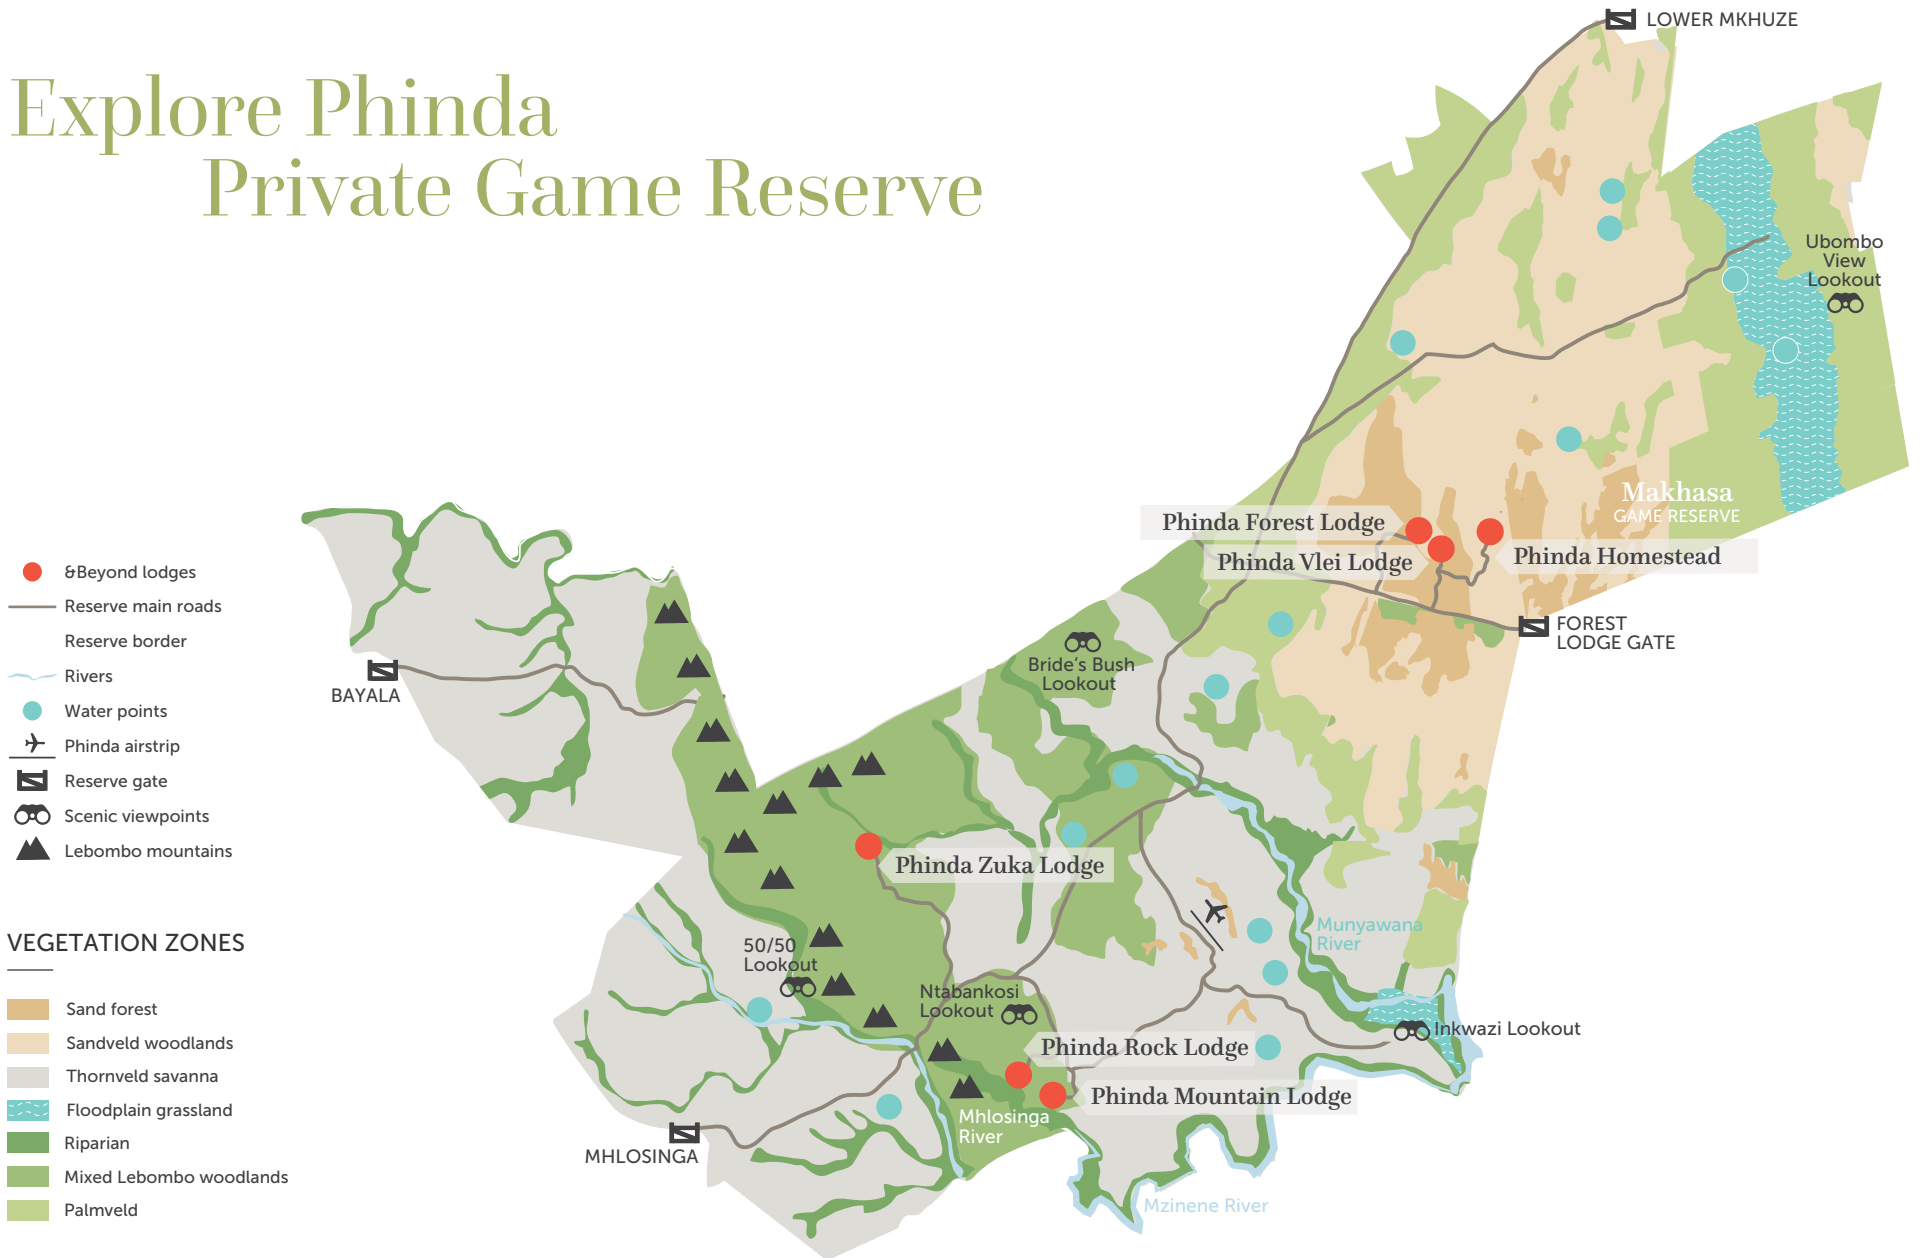 Explore Phinda
Private Game Reserve
LOWER MKHUZE
Ubombo
View
Lookout
Makhasa
GAME RESERVE
Phinda Forest Lodge
Phinda Vlei Lodge
Phinda Homestead
FOREST
LODGE GATE
Bride's Bush
Lookout
BAYALA
Phinda Zuka Lodge
50/50
Lookout
Munyawana
River
Ntabankosi
Lookout
Inkwazi Lookout
Phinda Rock Lodge
Phinda Mountain Lodge
Mhlosinga
River
MHLOSINGA
Mzinene River
&Beyond lodges
Reserve main roads
Reserve border
Rivers
Water points
Phinda airstrip
Reserve gate
Scenic viewpoints
Lebombo mountains
VEGETATION ZONES
Sand forest
Sandveld woodlands
Thornveld savanna
Floodplain grassland
Riparian
Mixed Lebombo woodlands
Palmveld